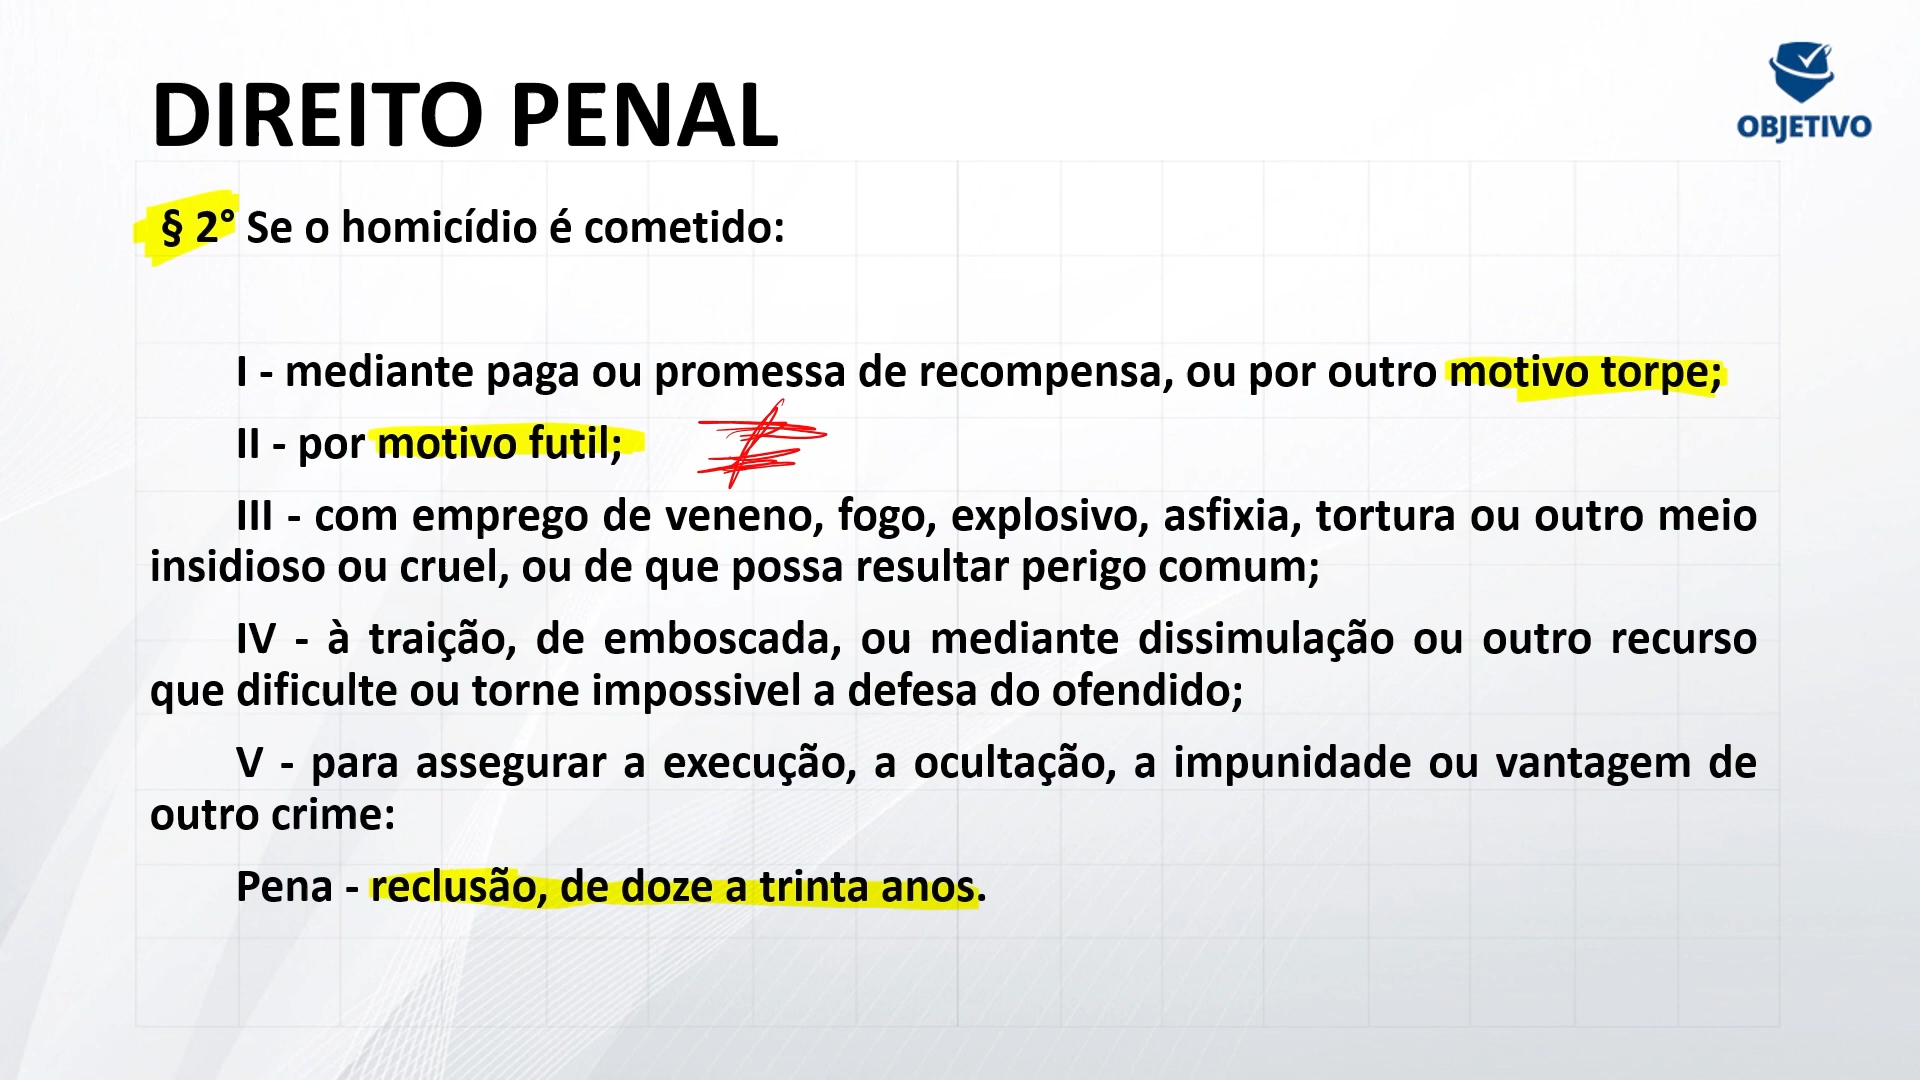 DIREITO PENAL
OBJETIVO
§ 2° Se o homicídio é cometido:
I - mediante paga ou promessa de recompensa, ou por outro motivo torpe;
II - por motivo futil; ≠
III - com emprego de veneno, fogo, explosivo, asfixia, tortura ou outro meio
insidioso ou cruel, ou de que possa resultar perigo comum;
IV - à traição, de emboscada, ou mediante dissimulação ou outro recurso
que dificulte ou torne impossivel a defesa do ofendido;
V - para assegurar a execução, a ocultação, a impunidade ou vantagem de
outro crime:
Pena - reclusão, de doze a trinta anos.